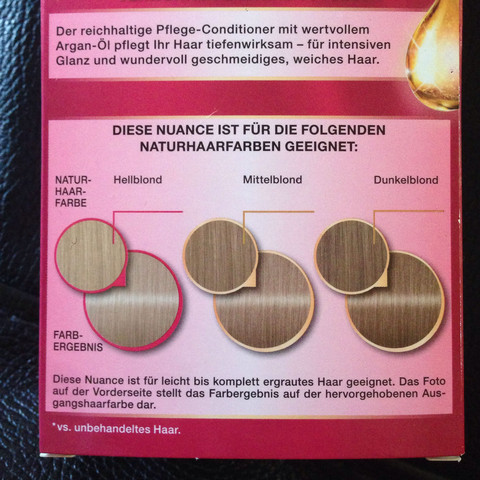 Der reichhaltige Pflege-Conditioner mit wertvollem
Argan-Öl pflegt Ihr Haar tiefenwirksam – für intensiven
Glanz und wundervoll geschmeidiges, weiches Haar.
DIESE NUANCE IST FÜR DIE FOLGENDEN
NATURHAARFARBEN GEEIGNET:
NATUR-
HAAR-
FARBE
Hellblond
Mittelblond
Dunkelblond
FARB-
ERGEBNIS
Diese Nuance ist für leicht bis komplett ergrautes Haar geeignet. Das Foto
auf der Vorderseite stellt das Farbergebnis auf der hervorgehobenen Aus-
gangshaarfarbe dar.
*vs. unbehandeltes Haar.